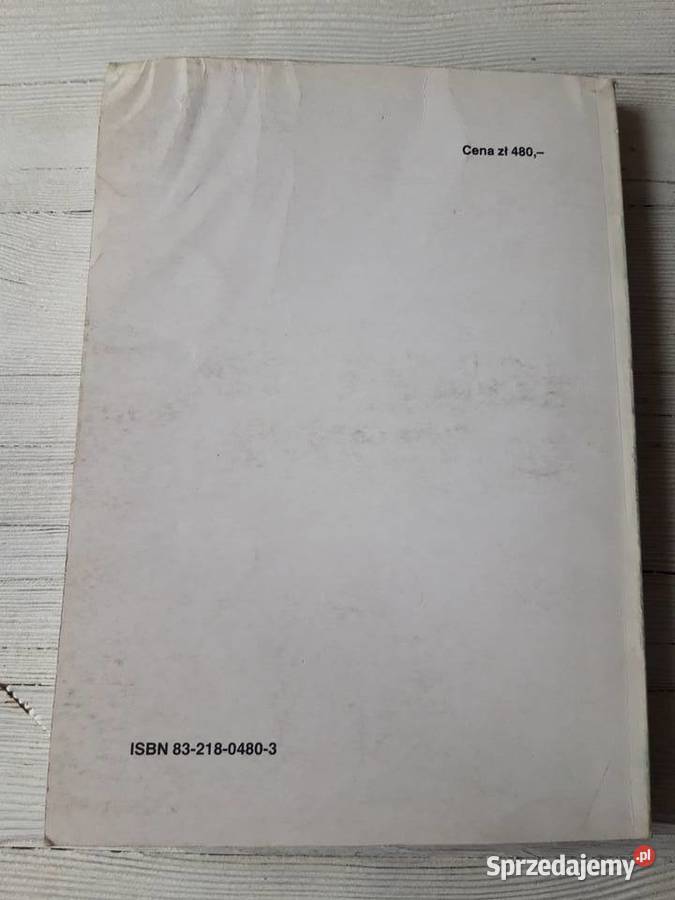 Cena zł 480,–
ISBN 83-218-0480-3
Sprzedajemy.pl